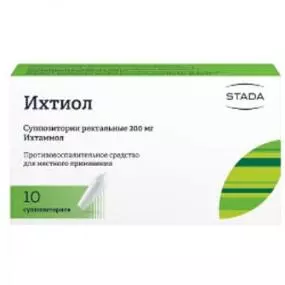 STADA
Ихтиол
Суппозитории ректальные 200 мг
Ихтаммол
Противовоспалительное средство
для местного применения
10
суппозиториев